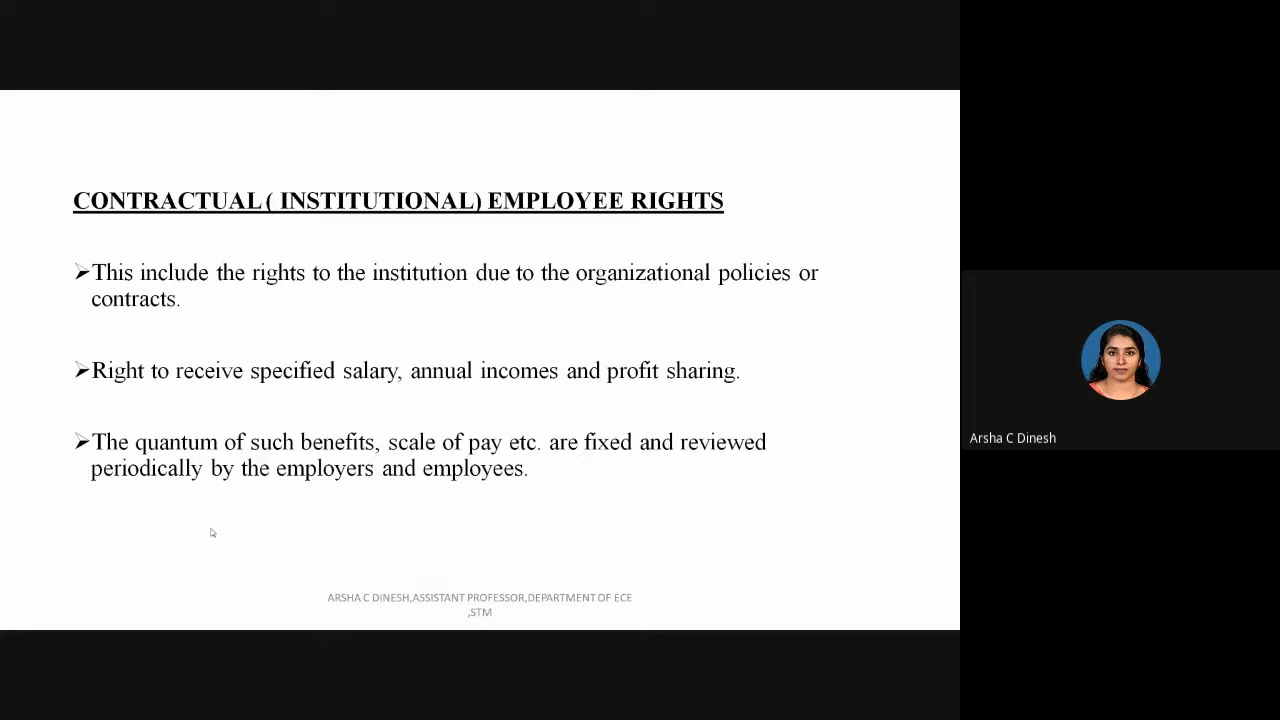 CONTRACTUAL ( INSTITUTIONAL) EMPLOYEE RIGHTS
➢This include the rights to the institution due to the organizational policies or
contracts.
➢Right to receive specified salary, annual incomes and profit sharing.
➢The quantum of such benefits, scale of pay etc. are fixed and reviewed
periodically by the employers and employees.
ARSHA C DINESH,ASSISTANT PROFESSOR,DEPARTMENT OF ECE
,STM
Arsha C Dinesh